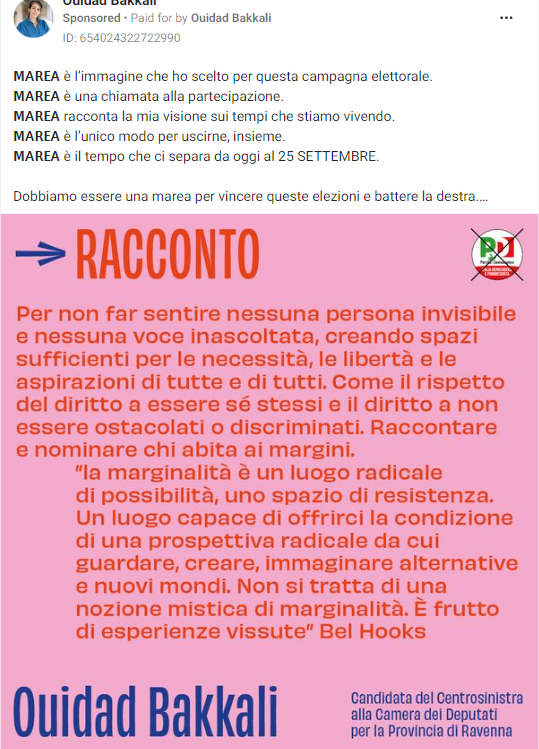 Ouidad Bakkali
Sponsored • Paid for by Ouidad Bakkali
ID: 654024322722990
MAREA è l'immagine che ho scelto per questa campagna elettorale.
MAREA è una chiamata alla partecipazione.
MAREA racconta la mia visione sui tempi che stiamo vivendo.
MAREA è l'unico modo per uscirne, insieme.
MAREA è il tempo che ci separa da oggi al 25 SETTEMBRE.
Dobbiamo essere una marea per vincere queste elezioni e battere la destra....
RACCONTO
PD
Per non far sentire nessuna persona invisibile
e nessuna voce inascoltata, creando spazi
sufficienti per le necessità, le libertà e le
aspirazioni di tutte e di tutti. Come il rispetto
del diritto a essere sé stessi e il diritto a non
essere ostacolati o discriminati. Raccontare
e nominare chi abita ai margini.
"la marginalità è un luogo radicale
di possibilità, uno spazio di resistenza.
Un luogo capace di offrirci la condizione
di una prospettiva radicale da cui
guardare, creare, immaginare alternative
e nuovi mondi. Non si tratta di una
nozione mistica di marginalità. È frutto
di esperienze vissute" Bel Hooks
Ouidad Bakkali
Candidata del Centrosinistra
alla Camera dei Deputati
per la Provincia di Ravenna